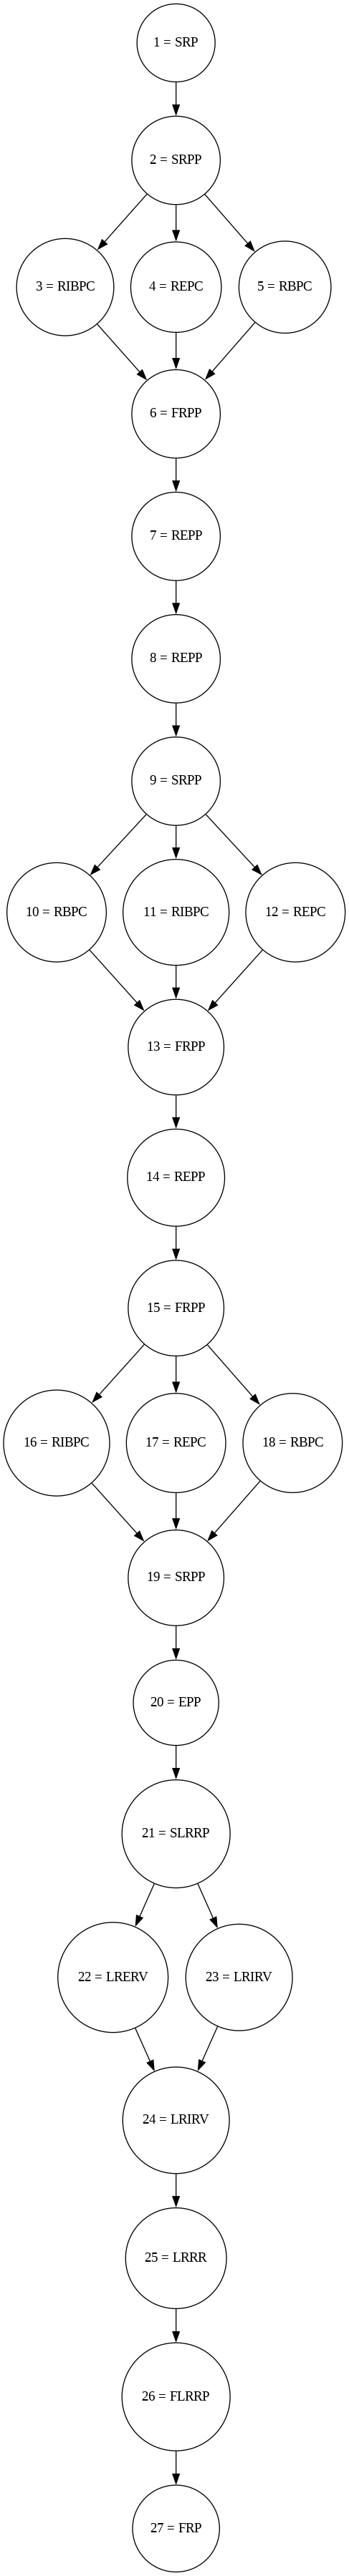 1 = SRP
2 = SRPP
3 = RIBPC
4 = REPC
5 = RBPC
6 = FRPP
7 = REPP
8 = REPP
9 = SRPP
10 = RBPC
11 = RIBPC
12 = REPC
13 = FRPP
14 = REPP
15 = FRPP
16 = RIBPC
17 = REPC
18 = RBPC
19 = SRPP
20 = EPP
21 = SLRRP
22 = LRERV
23 = LRIRV
24 = LRIRV
25 = LRRR
26 = FLRRP
27 = FRP